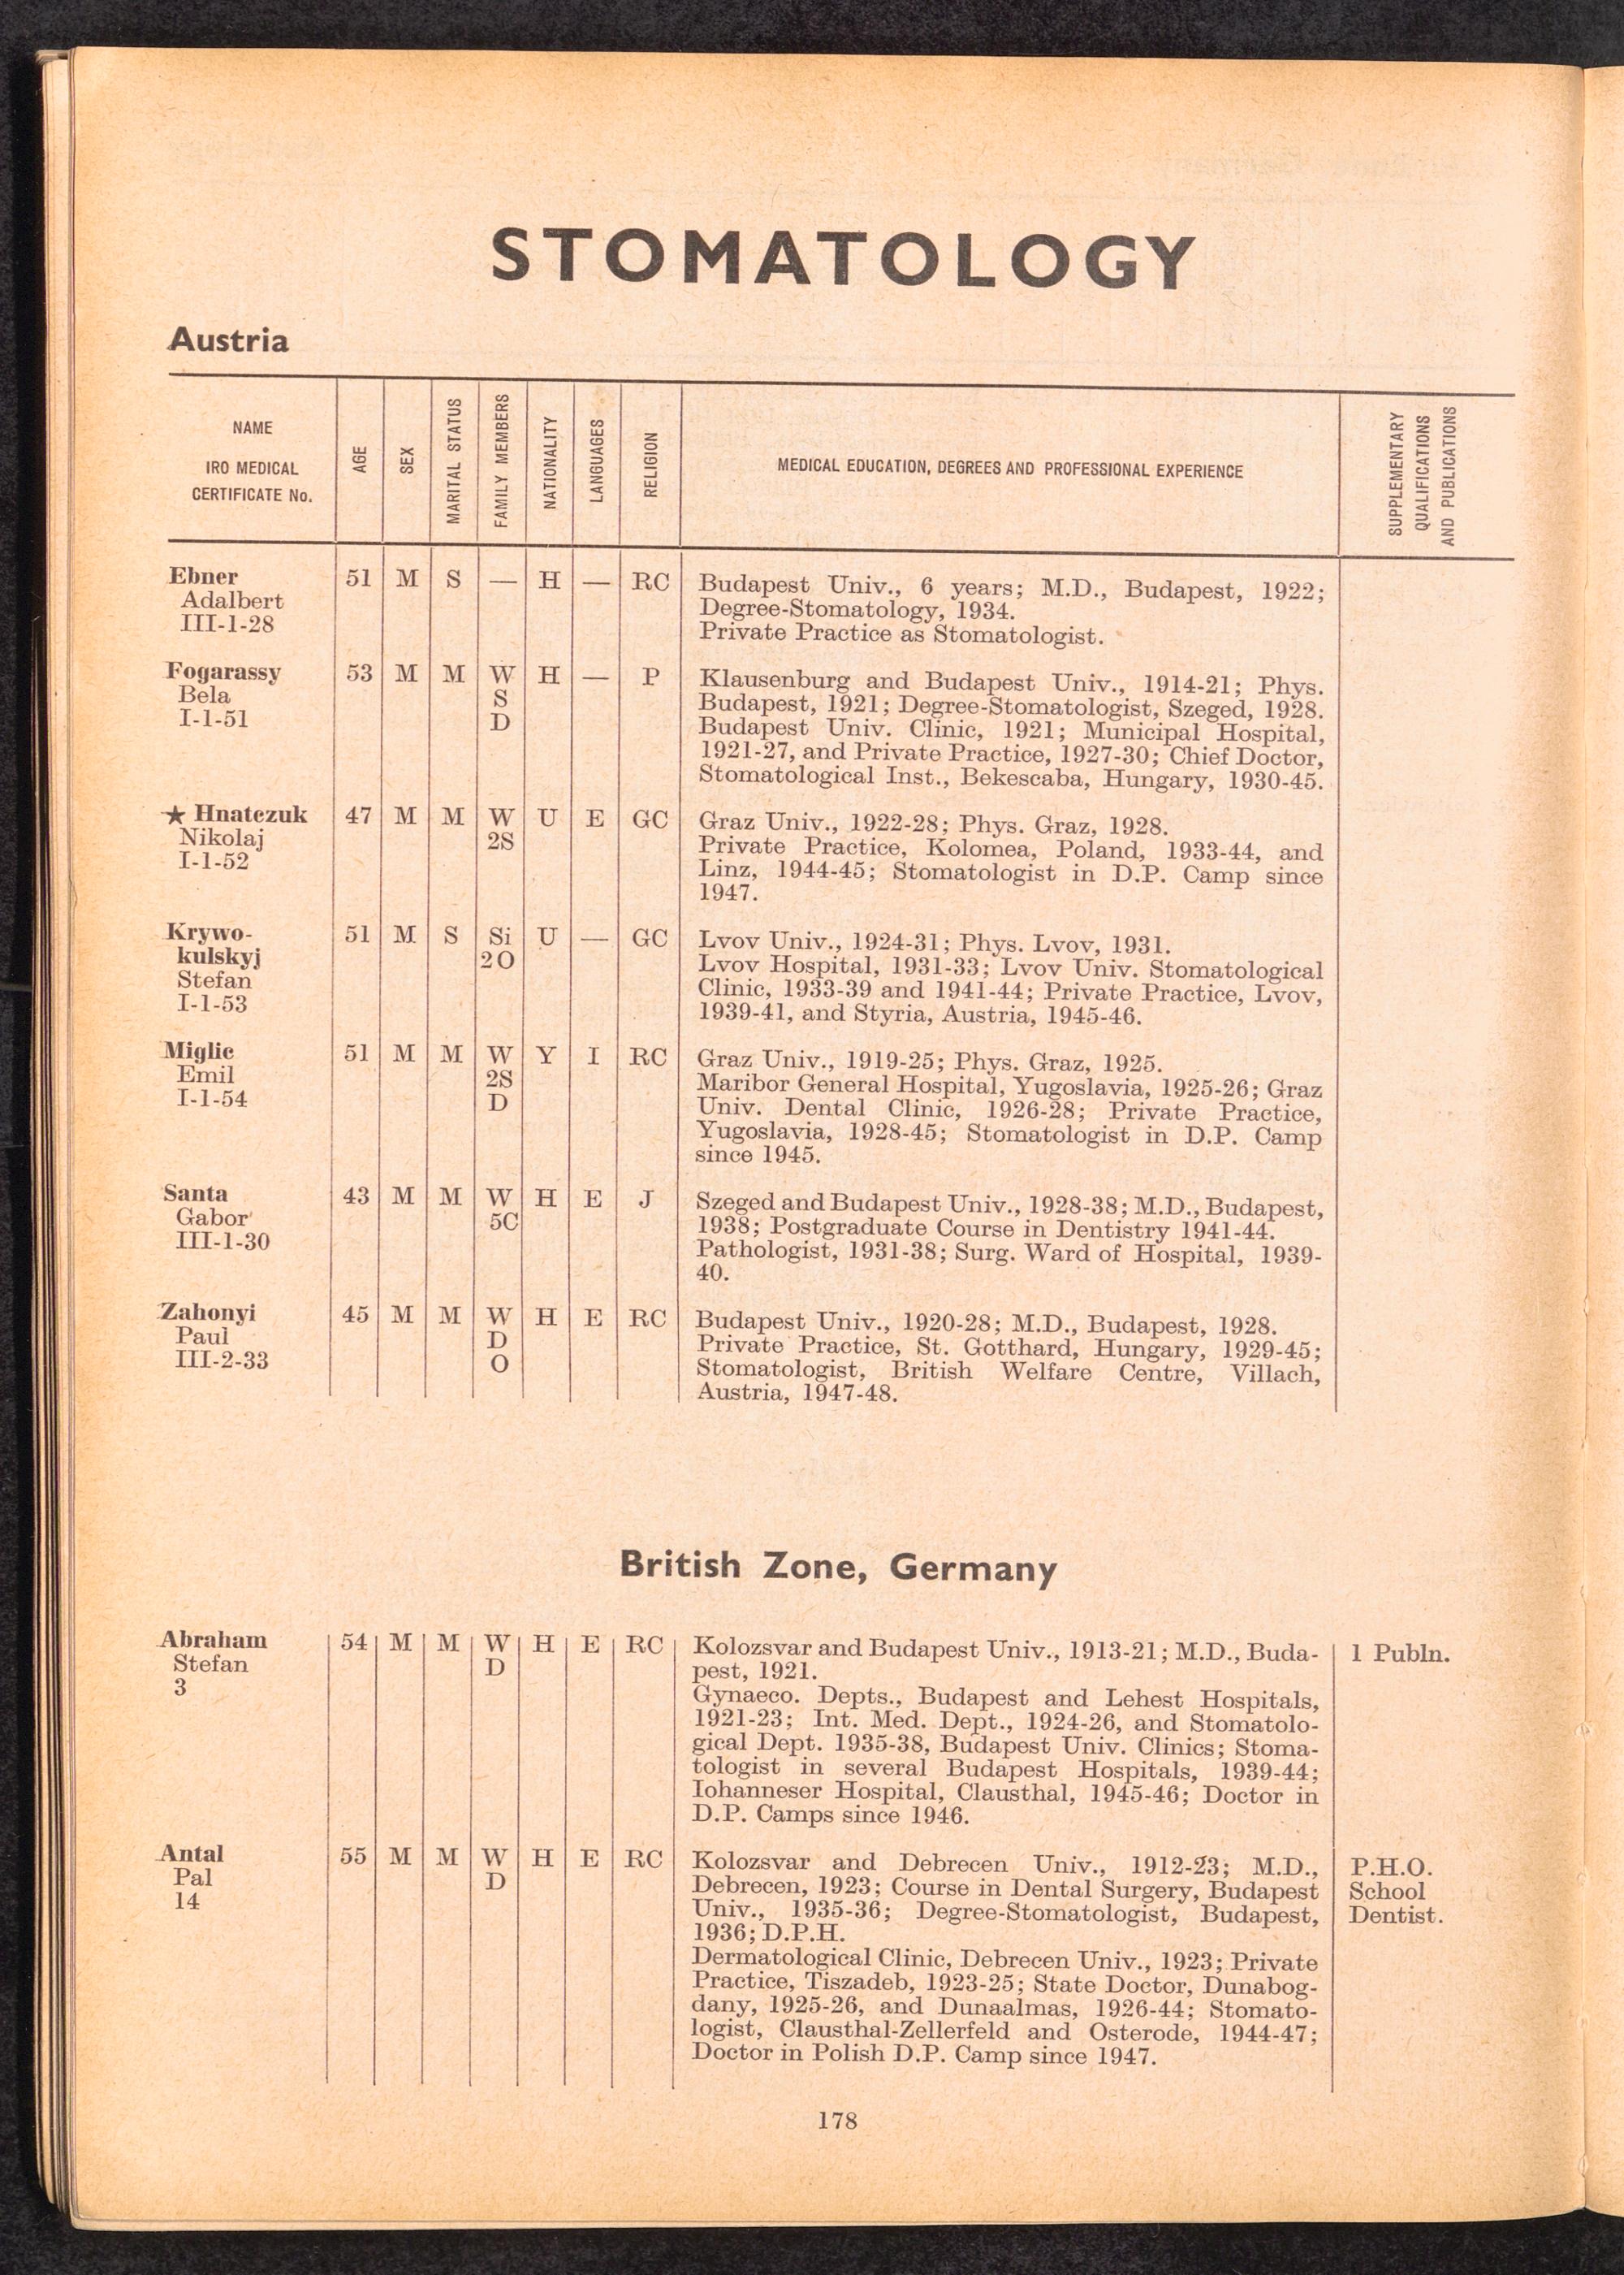 STOMATOLOGY
Austria
NAME
IRO MEDICAL
CERTIFICATE No.
AGE
SEX
MARITAL STATUS
FAMILY MEMBERS
NATIONALITY
LANGUAGES
RELIGION
MEDICAL EDUCATION, DEGREES AND PROFESSIONAL EXPERIENCE
SUPPLEMENTARY
QUALIFICATIONS
AND PUBLICATIONS
Ebner 51 M S — H — RC Budapest Univ., 6 years; M.D., Budapest, 1922;
Adalbert Degree-Stomatology, 1934.
III-1-28 Private Practice as Stomatologist.
Fogarassy 53 M M W H — P Klausenburg and Budapest Univ., 1914-21; Phys.
Bela S Budapest, 1921; Degree-Stomatologist, Szeged, 1928.
I-1-51 D Budapest Univ. Clinic, 1921; Municipal Hospital,
1921-27, and Private Practice, 1927-30; Chief Doctor,
Stomatological Inst., Bekescaba, Hungary, 1930-45.
★ Hnatczuk 47 M M W U E GC Graz Univ., 1922-28; Phys. Graz, 1928.
Nikolaj 2S Private Practice, Kolomea, Poland, 1933-44, and
I-1-52 Linz, 1944-45; Stomatologist in D.P. Camp since
1947.
Krywo- 51 M S Si U — GC Lvov Univ., 1924-31; Phys. Lvov, 1931.
kulskyj 2O Lvov Hospital, 1931-33; Lvov Univ. Stomatological
Stefan Clinic, 1933-39 and 1941-44; Private Practice, Lvov,
I-1-53 1939-41, and Styria, Austria, 1945-46.
Miglic 51 M M W Y I RC Graz Univ., 1919-25; Phys. Graz, 1925.
Emil 2S Maribor General Hospital, Yugoslavia, 1925-26; Graz
I-1-54 D Univ. Dental Clinic, 1926-28; Private Practice,
Yugoslavia, 1928-45; Stomatologist in D.P. Camp
since 1945.
Santa 43 M M W H E J Szeged and Budapest Univ., 1928-38; M.D., Budapest,
Gabor 5C 1938; Postgraduate Course in Dentistry 1941-44.
III-1-30 Pathologist, 1931-38; Surg. Ward of Hospital, 1939-
40.
Zahonyi 45 M M W H E RC Budapest Univ., 1920-28; M.D., Budapest, 1928.
Paul D Private Practice, St. Gotthard, Hungary, 1929-45;
III-2-33 O Stomatologist, British Welfare Centre, Villach,
Austria, 1947-48.
British Zone, Germany
Abraham 54 M M W H E RC Kolozsvar and Budapest Univ., 1913-21; M.D., Buda- 1 Publn.
Stefan D pest, 1921.
3 Gynaeco. Depts., Budapest and Lehest Hospitals,
1921-23; Int. Med. Dept., 1924-26, and Stomatolo-
gical Dept. 1935-38, Budapest Univ. Clinics; Stoma-
tologist in several Budapest Hospitals, 1939-44;
Iohanneser Hospital, Clausthal, 1945-46; Doctor in
D.P. Camps since 1946.
Antal 55 M M W H E RC Kolozsvar and Debrecen Univ., 1912-23; M.D., P.H.O.
Pal D Debrecen, 1923; Course in Dental Surgery, Budapest School
14 Univ., 1935-36; Degree-Stomatologist, Budapest, Dentist.
1936; D.P.H.
Dermatological Clinic, Debrecen Univ., 1923; Private
Practice, Tiszadeb, 1923-25; State Doctor, Dunabog-
dany, 1925-26, and Dunaalmas, 1926-44; Stomato-
logist, Clausthal-Zellerfeld and Osterode, 1944-47;
Doctor in Polish D.P. Camp since 1947.
178